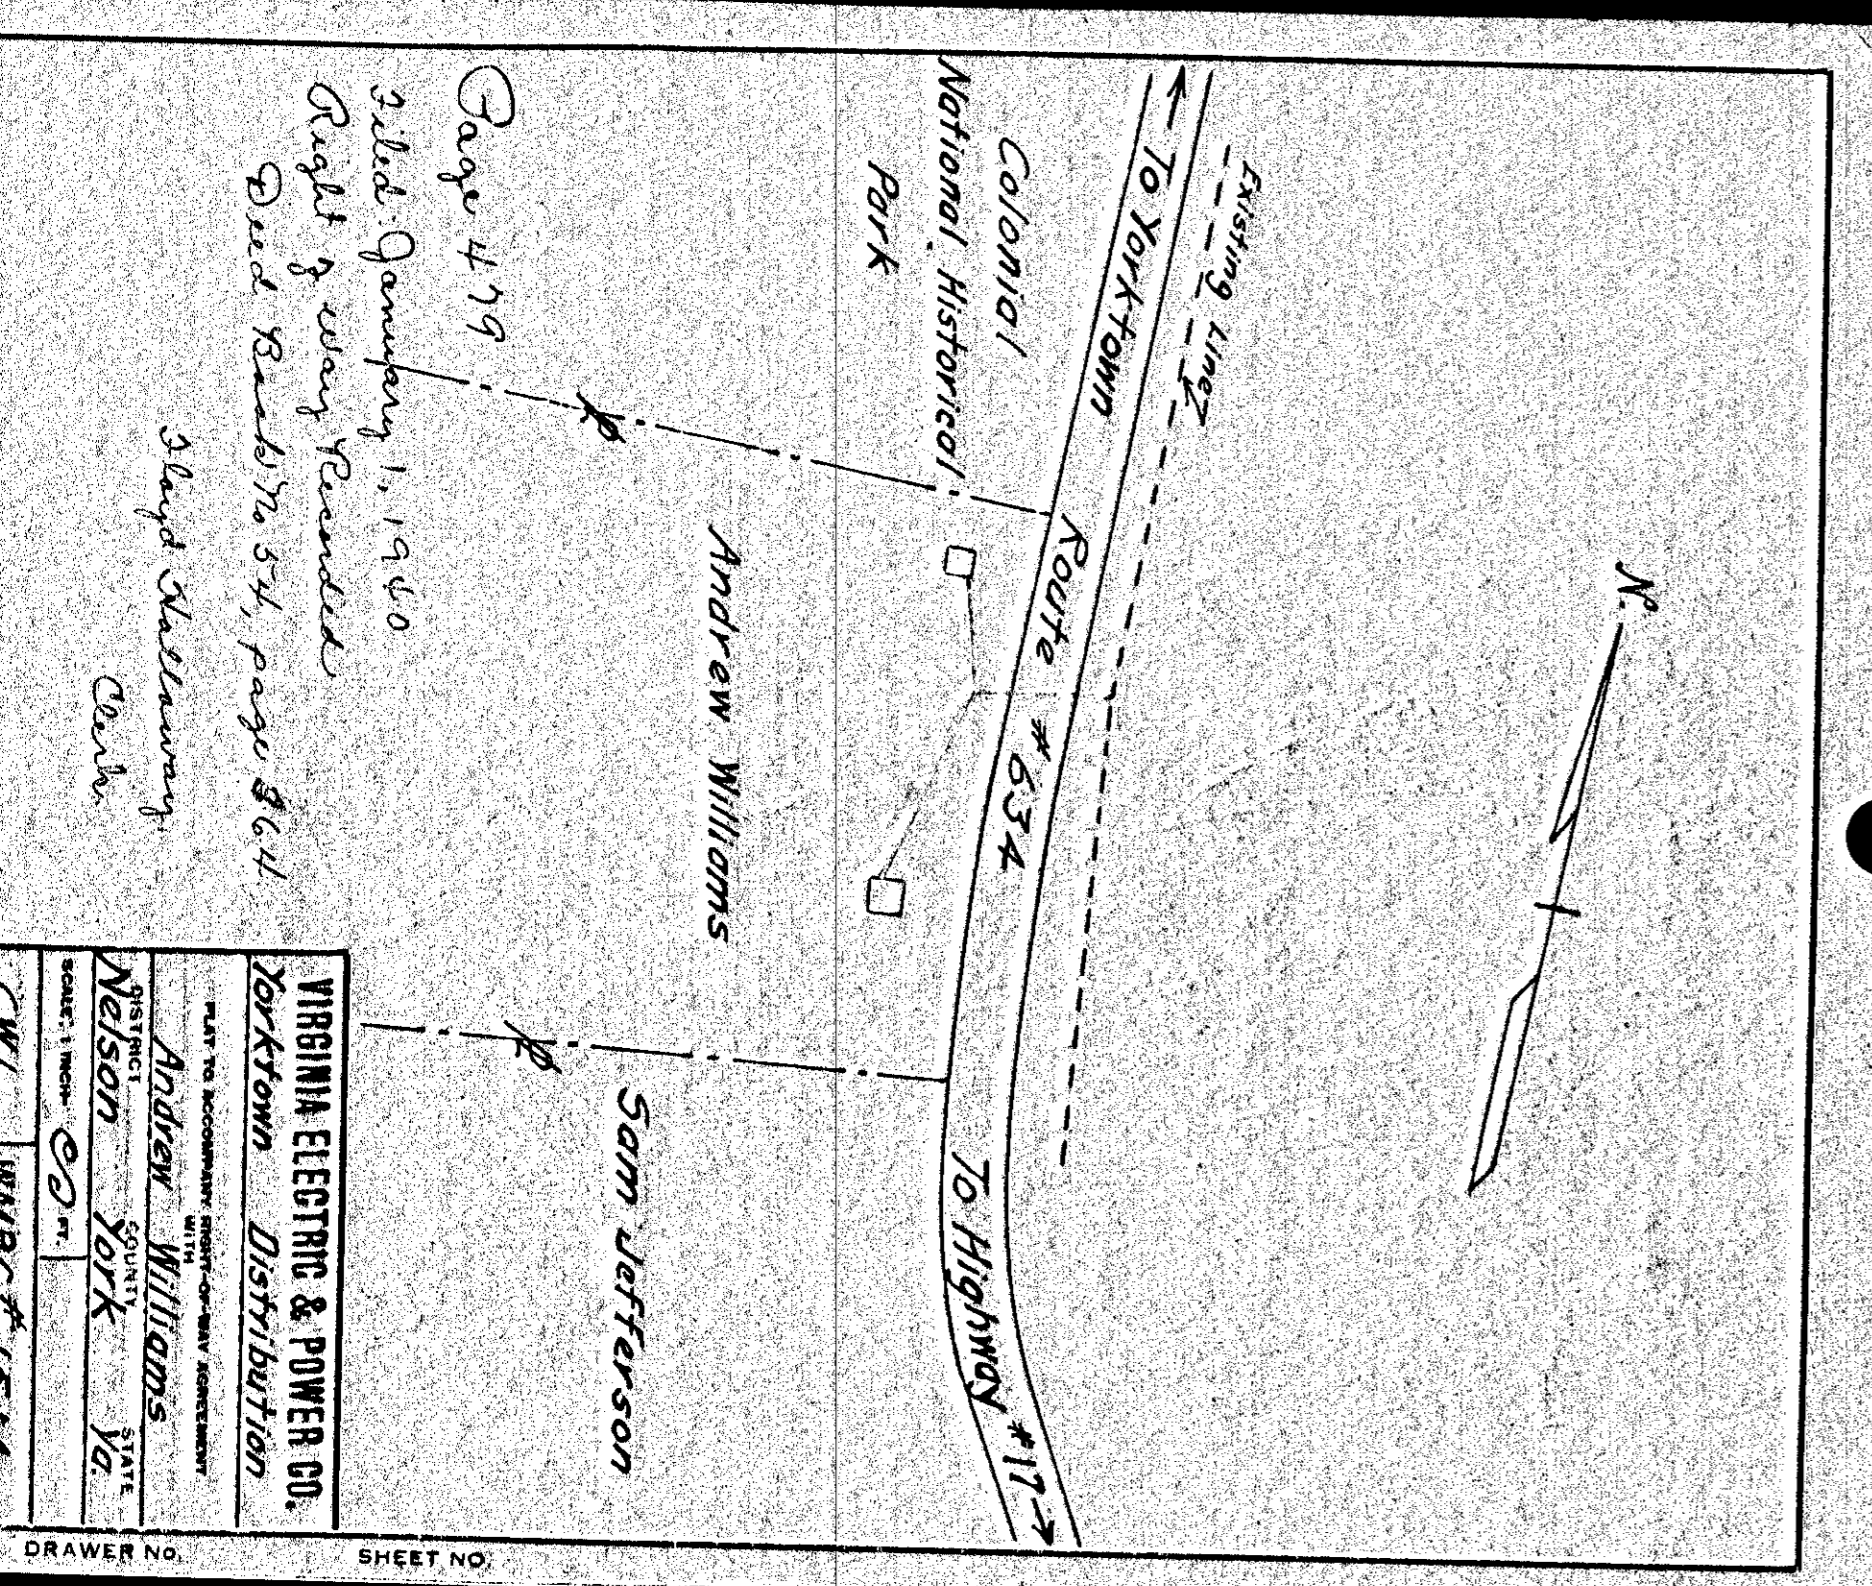 N.
Existing Line
To Yorktown
Route #634
To Highway #17
Colonial
National Historical
Park
Andrew Williams
Sam Jefferson
Page 479
Filed January 1, 1960
Right of way Recorded
Deed Book No 54, page 364
Floyd Hallaway
Clerk
VIRGINIA ELECTRIC & POWER CO.
Yorktown Distribution
PLAT TO ACCOMPANY RIGHT-OF-WAY AGREEMENT
WITH
Andrew Williams
DISTRICT COUNTY STATE
Nelson York Va.
SCALE: 1 INCH FT.
SHEET NO.
DRAWER NO.